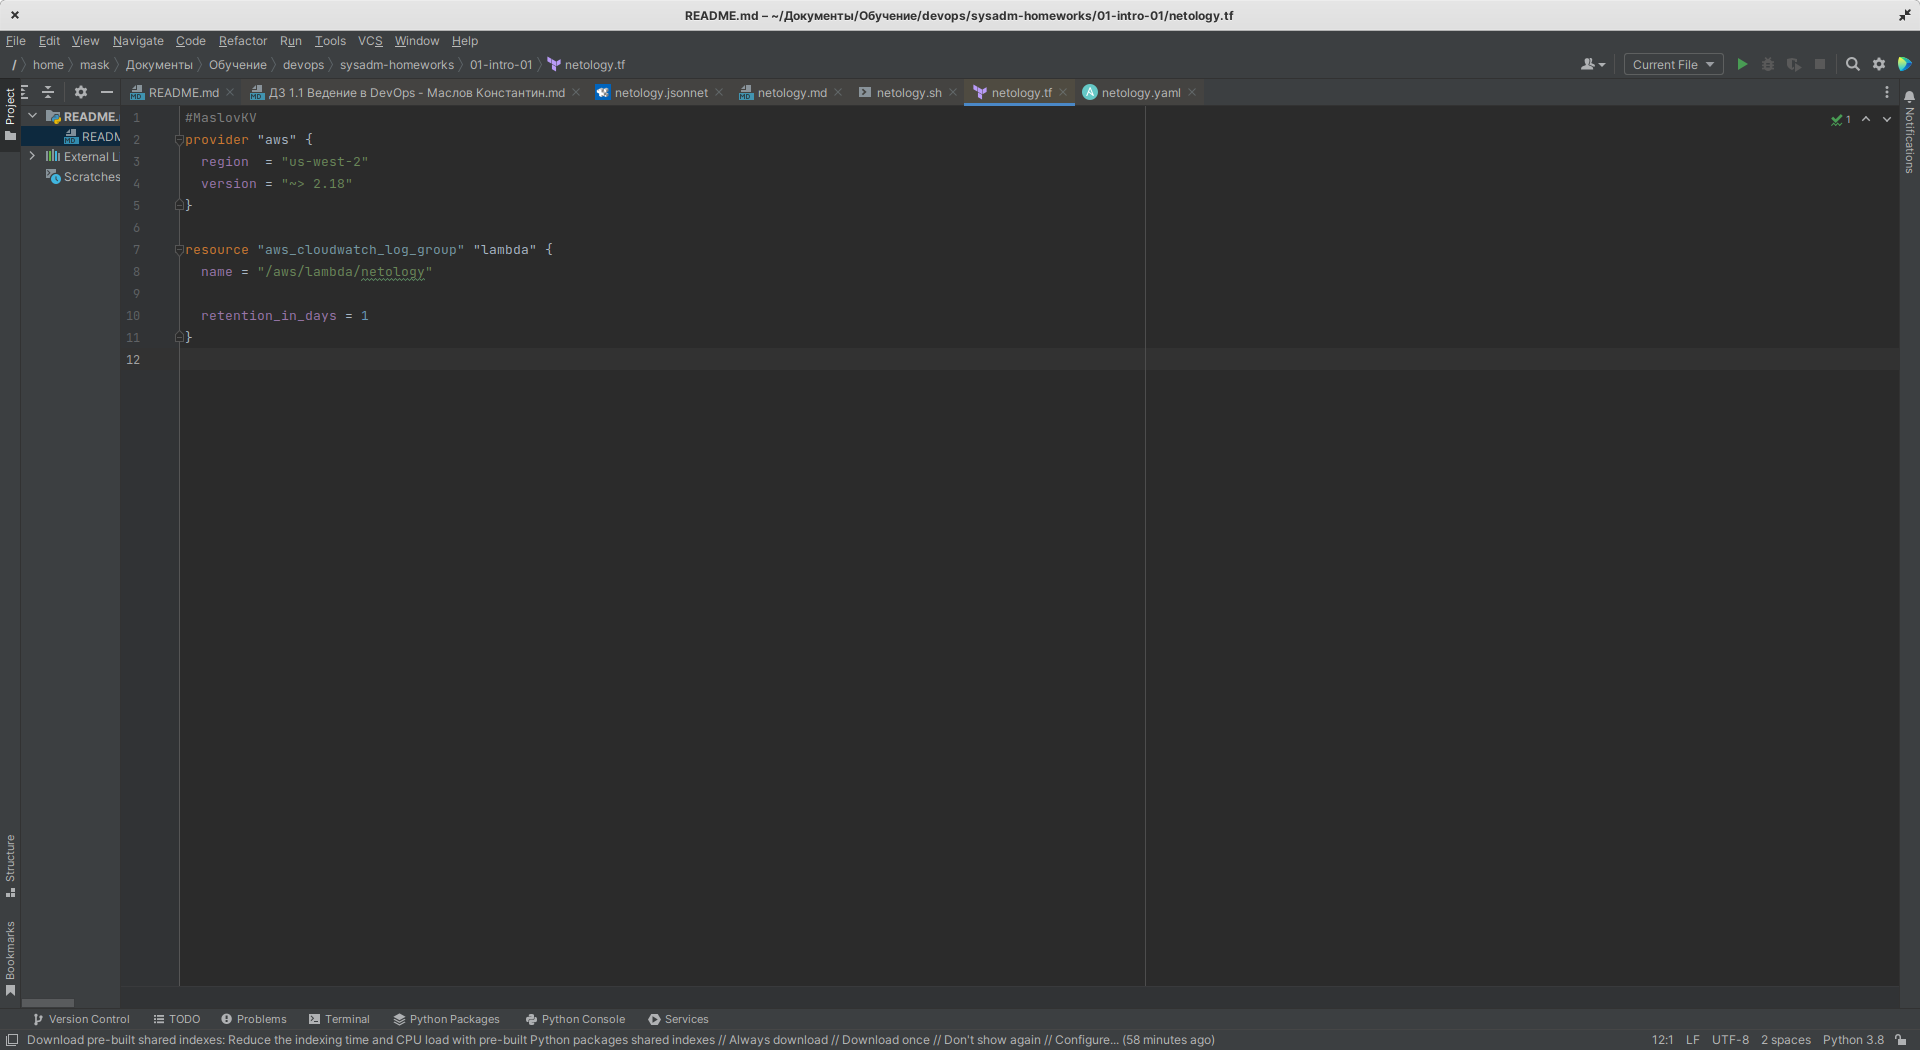 README.md – ~/Документы/Обучение/devops/sysadm-homeworks/01-intro-01/netology.tf
File Edit View Navigate Code Refactor Run Tools VCS Window Help
/ home mask Документы Обучение devops sysadm-homeworks 01-intro-01 netology.tf Current File
Project
README.md ДЗ 1.1 Ведение в DevOps - Маслов Константин.md netology.jsonnet netology.md netology.sh netology.tf netology.yaml
Notifications
README.
READM
External L
Scratches
1 #MaslovKV
2 provider "aws" {
3 region = "us-west-2"
4 version = "~> 2.18"
5 }
6
7 resource "aws_cloudwatch_log_group" "lambda" {
8 name = "/aws/lambda/netology"
9
10 retention_in_days = 1
11 }
12
1
Structure
Bookmarks
Version Control TODO Problems Terminal Python Packages Python Console Services
Download pre-built shared indexes: Reduce the indexing time and CPU load with pre-built Python packages shared indexes // Always download // Download once // Don't show again // Configure... (58 minutes ago) 12:1 LF UTF-8 2 spaces Python 3.8